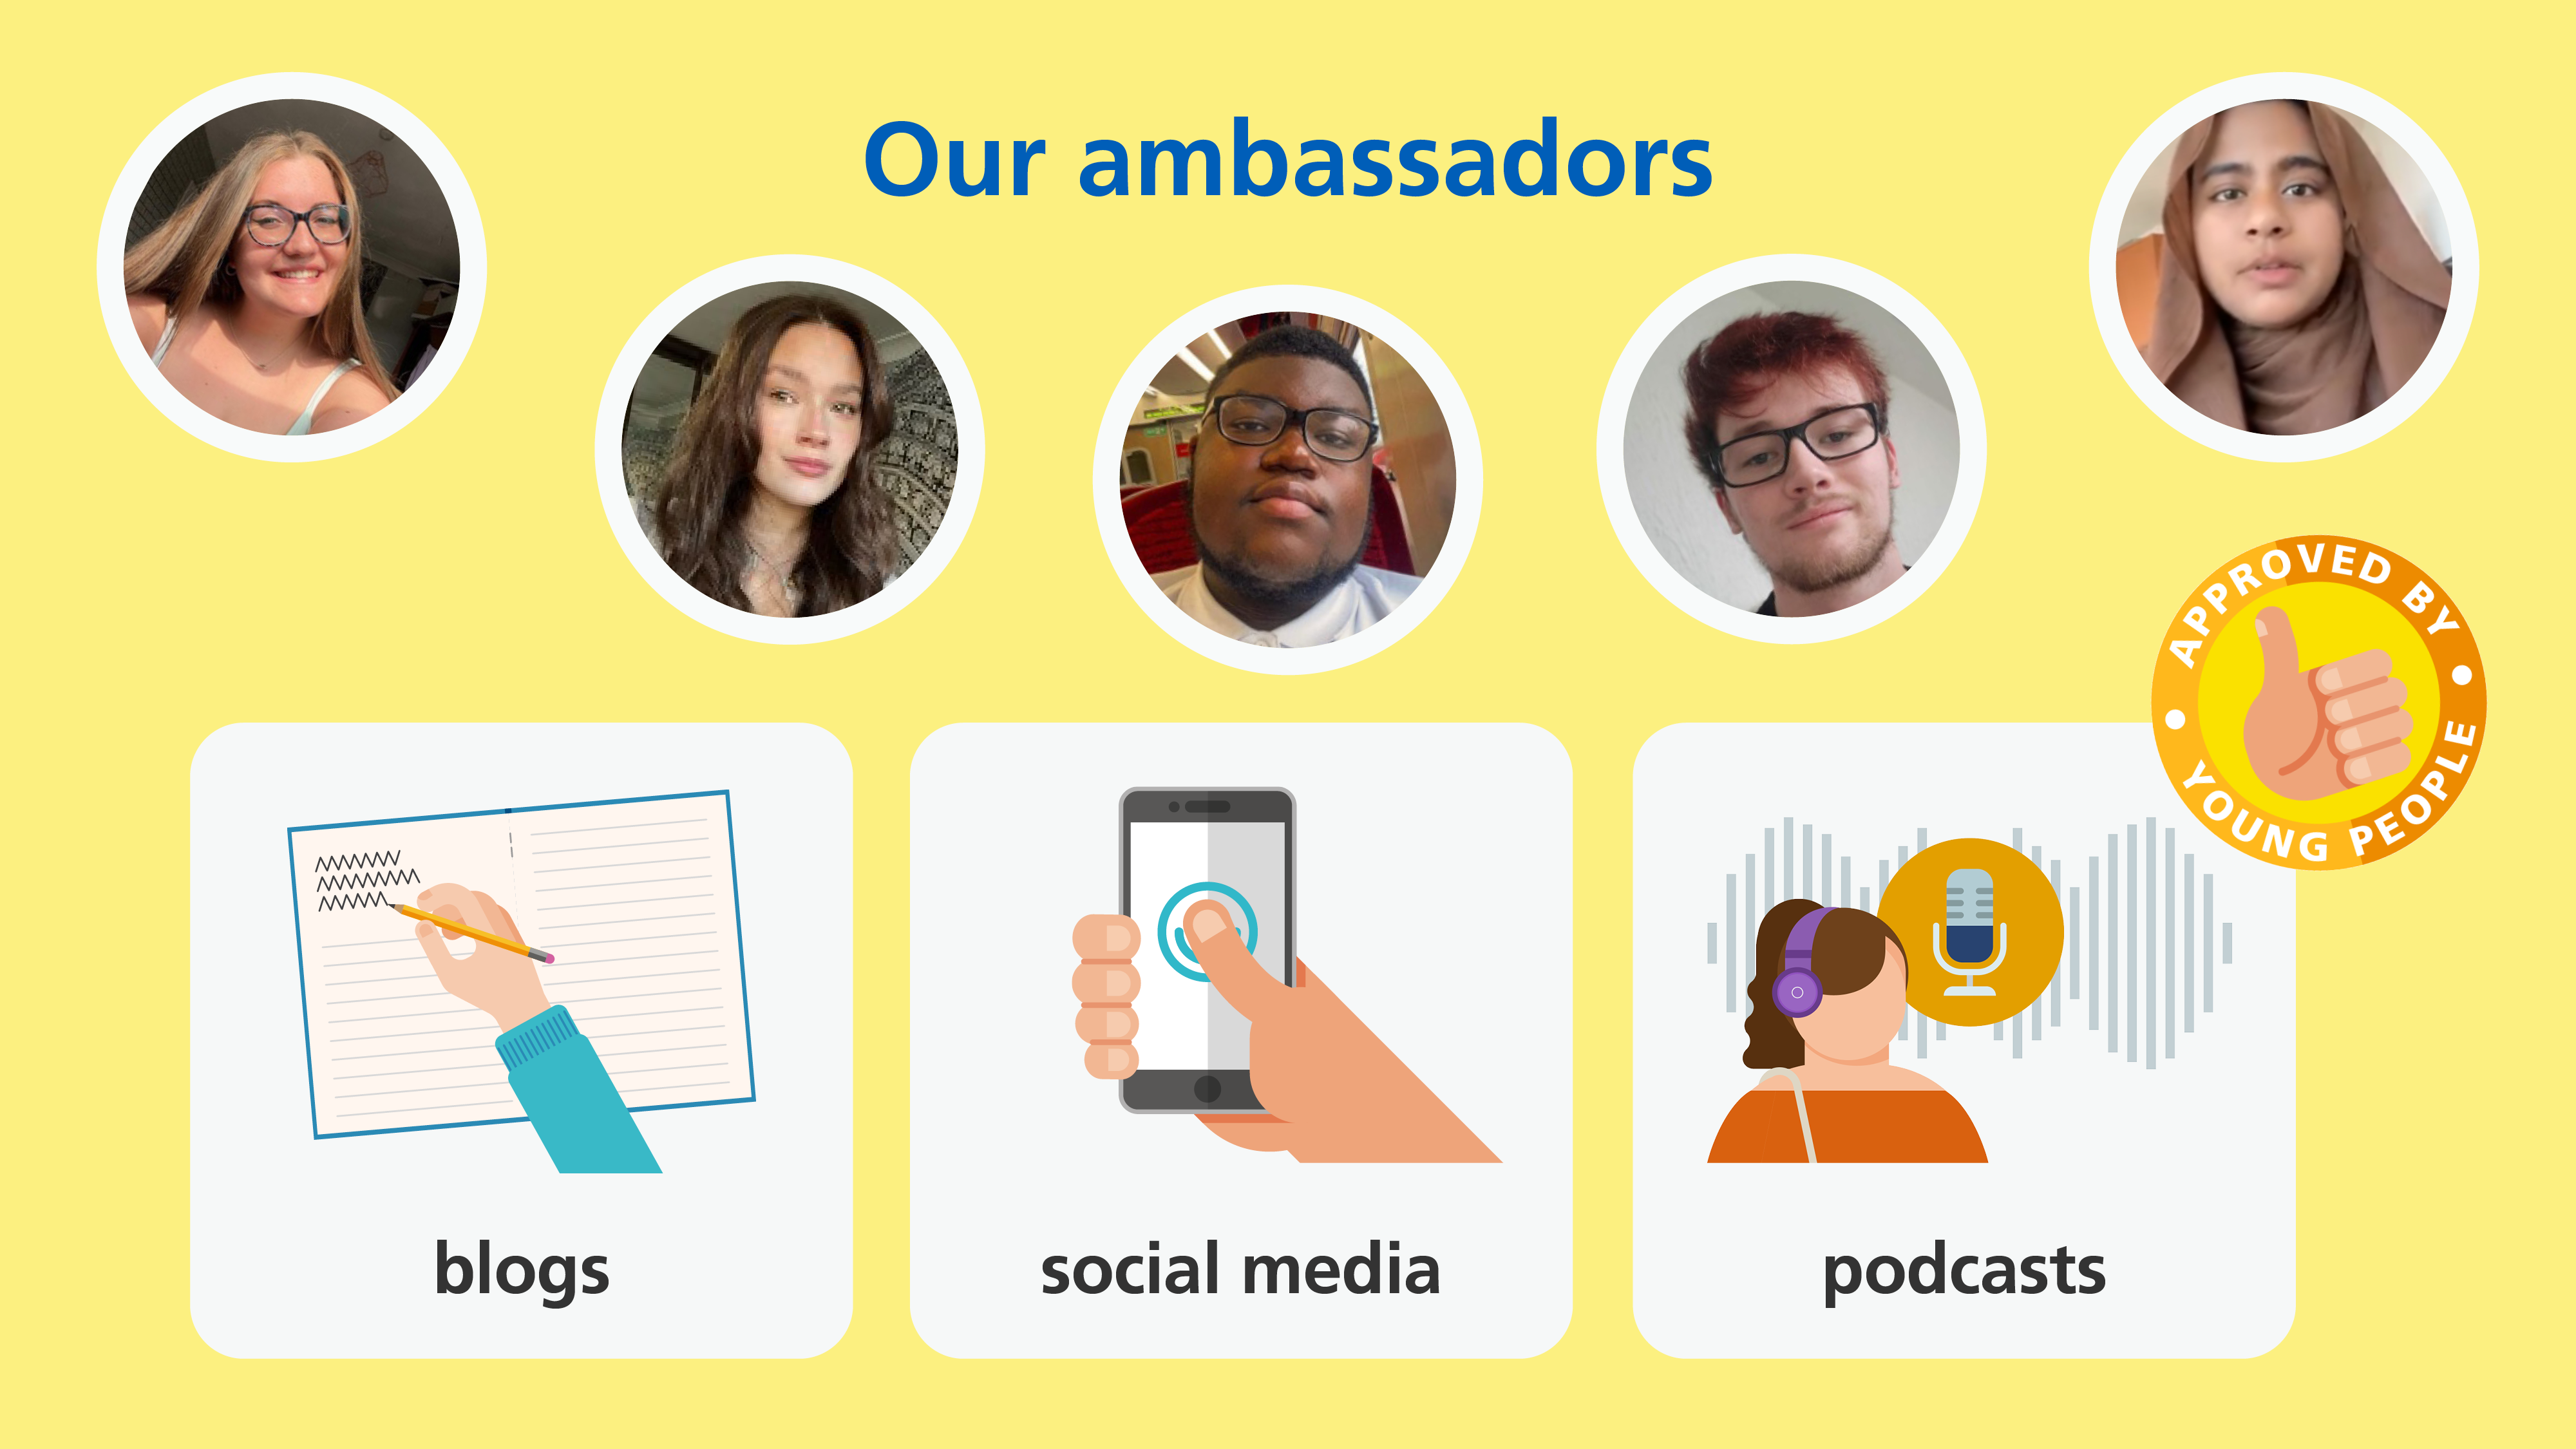 Our ambassadors
APPROVED BY
YOUNG PEOPLE
blogs
social media
podcasts